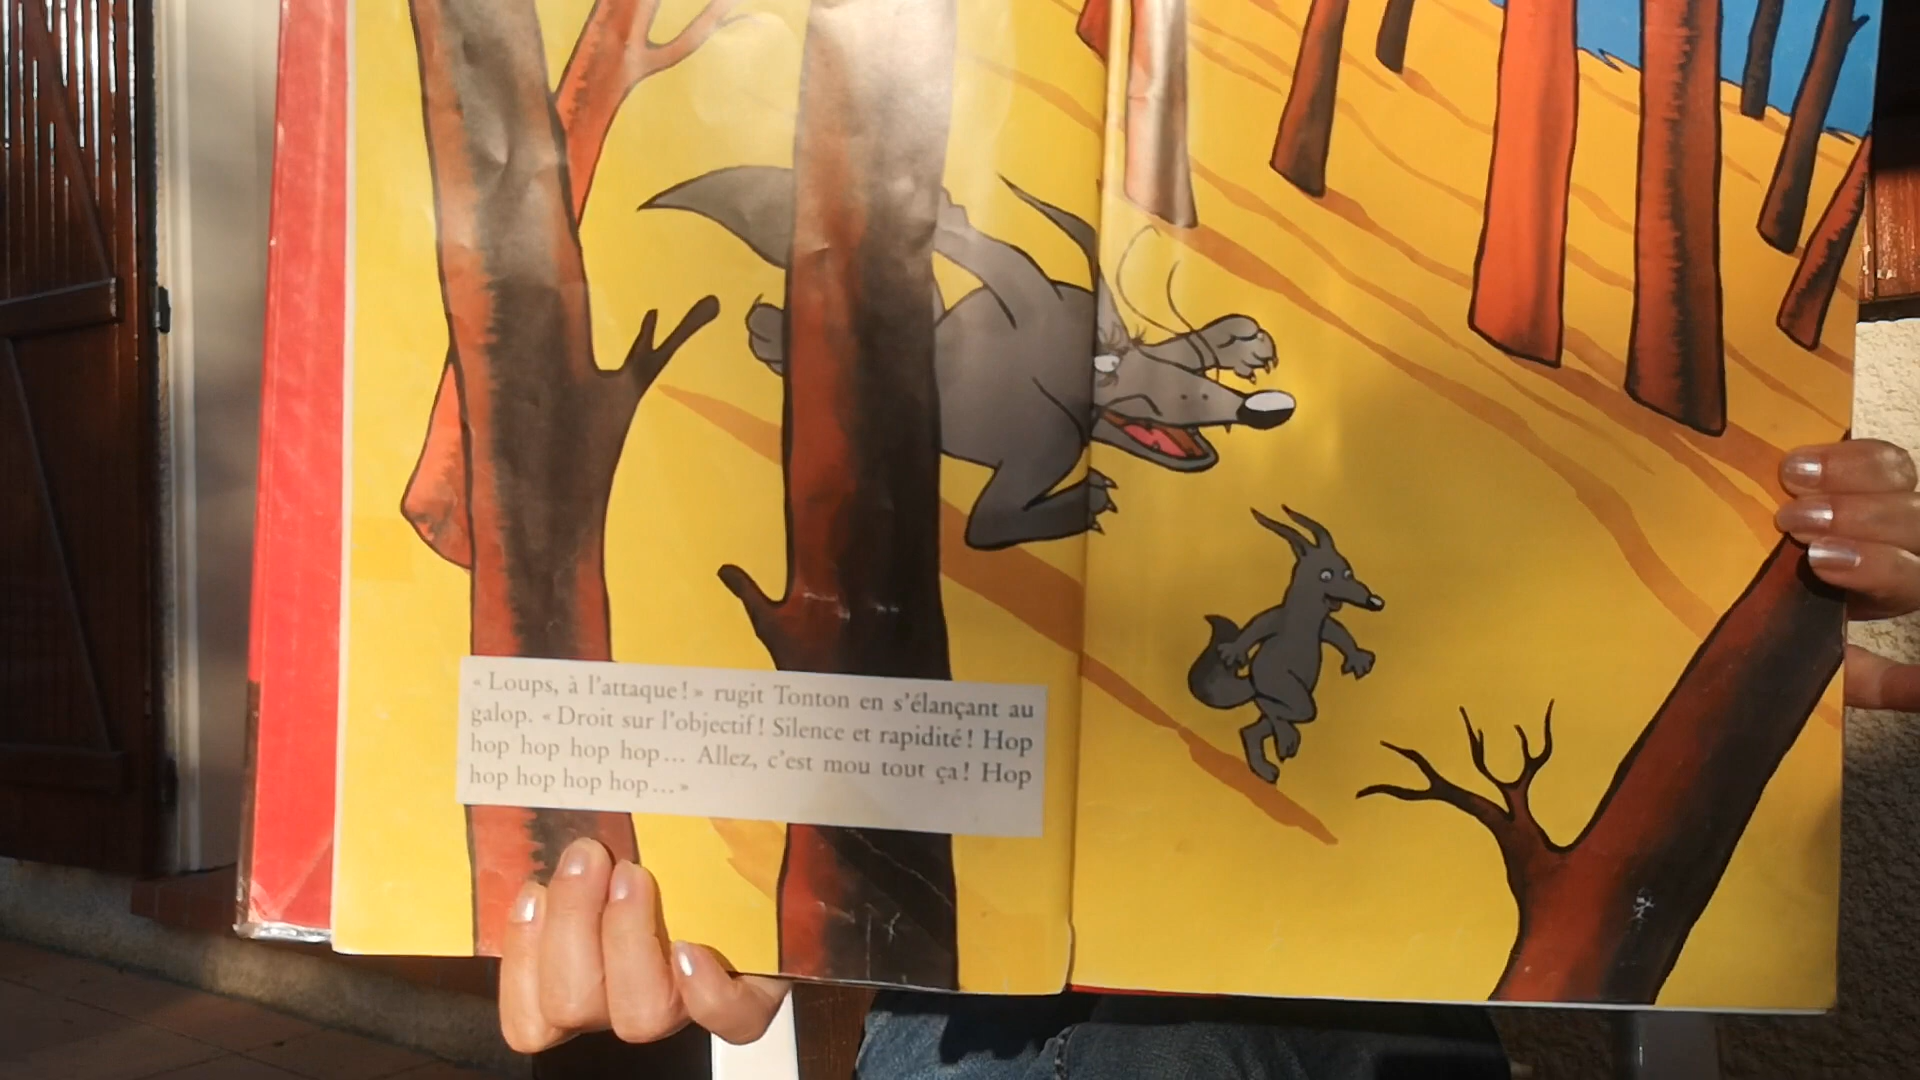 « Loups, à l'attaque ! » rugit Tonton en s'élançant au
galop. « Droit sur l'objectif ! Silence et rapidité ! Hop
hop hop hop hop... Allez, c'est mou tout ça ! Hop
hop hop hop hop... »